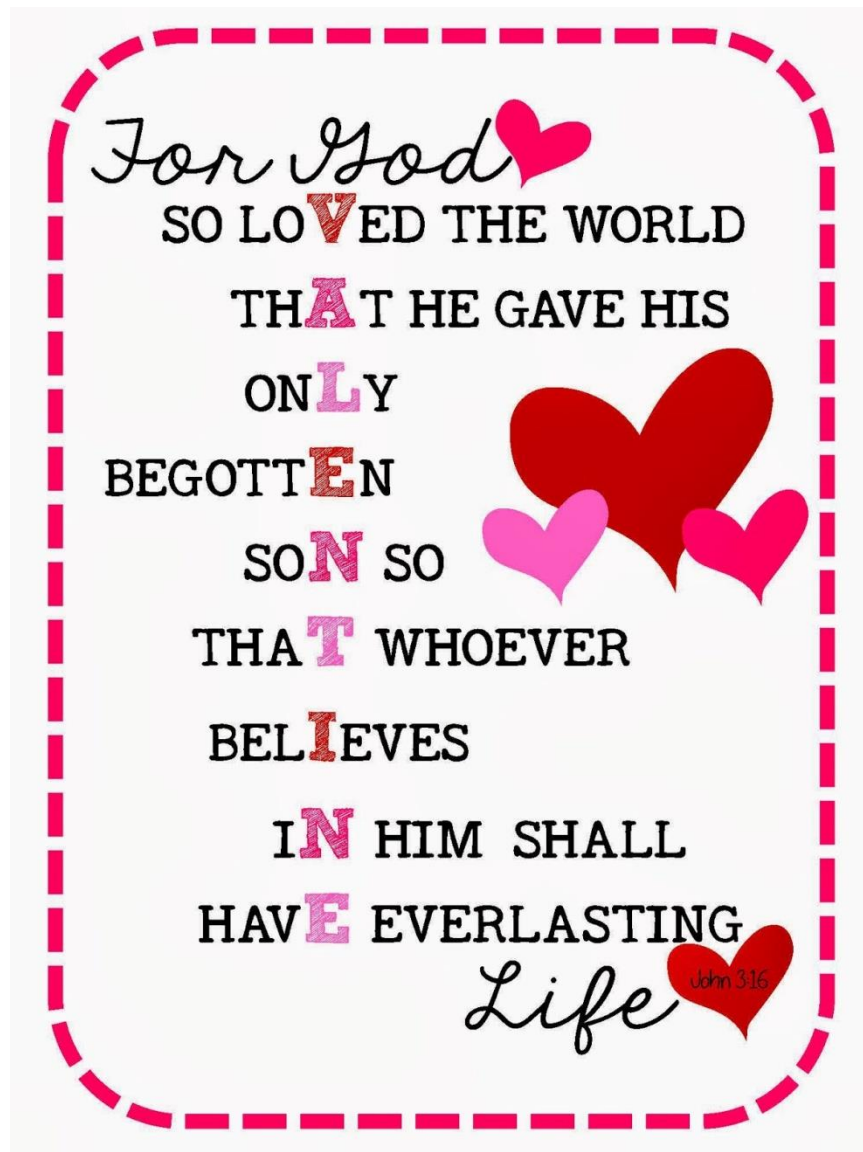 For God
SO LOVED THE WORLD
THAT HE GAVE HIS
ONLY
BEGOTTEN
SON SO
THAT WHOEVER
BELIEVES
IN HIM SHALL
HAVE EVERLASTING
Life
John 3:16